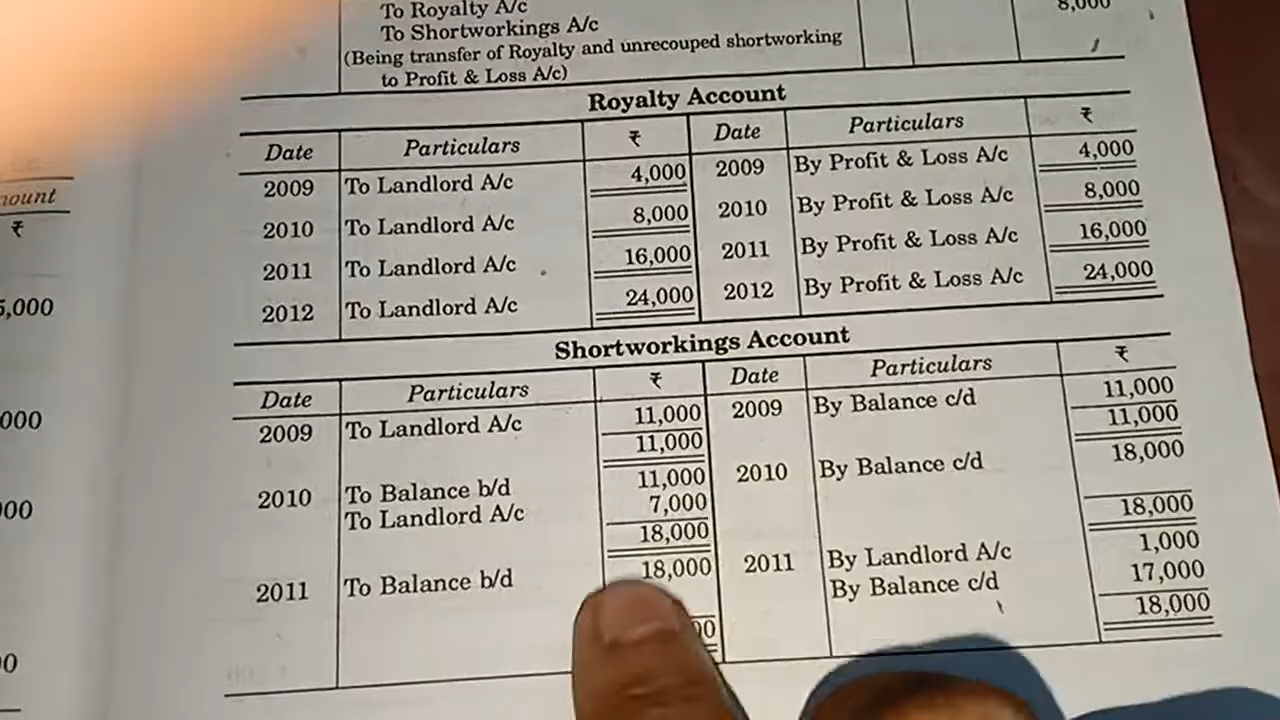 To Royalty A/c
To Shortworkings A/c
8,000
(Being transfer of Royalty and unrecouped shortworking
to Profit & Loss A/c)
Royalty Account
Date Particulars ₹ Date Particulars ₹
2009 To Landlord A/c 4,000 2009 By Profit & Loss A/c 4,000
2010 To Landlord A/c 8,000 2010 By Profit & Loss A/c 8,000
2011 To Landlord A/c 16,000 2011 By Profit & Loss A/c 16,000
2012 To Landlord A/c 24,000 2012 By Profit & Loss A/c 24,000
Shortworkings Account
Date Particulars ₹ Date Particulars ₹
2009 To Landlord A/c 11,000 2009 By Balance c/d 11,000
11,000 11,000
2010 To Balance b/d 11,000 2010 By Balance c/d 18,000
To Landlord A/c 7,000
18,000 18,000
2011 To Balance b/d 18,000 2011 By Landlord A/c 1,000
By Balance c/d 17,000
18,000
₹